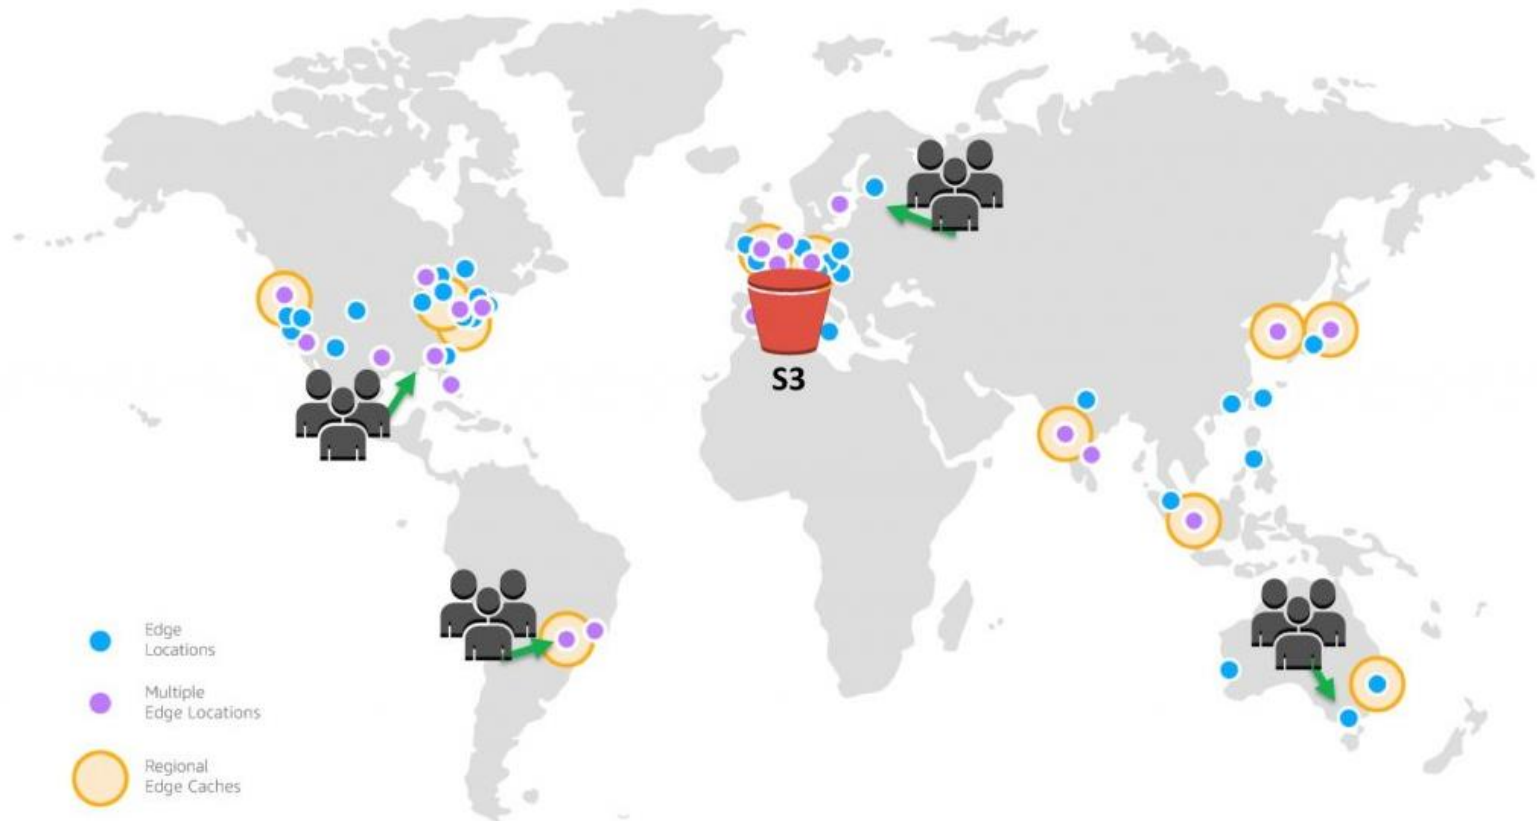 S3
Edge
Locations
Multiple
Edge Locations
Regional
Edge Caches